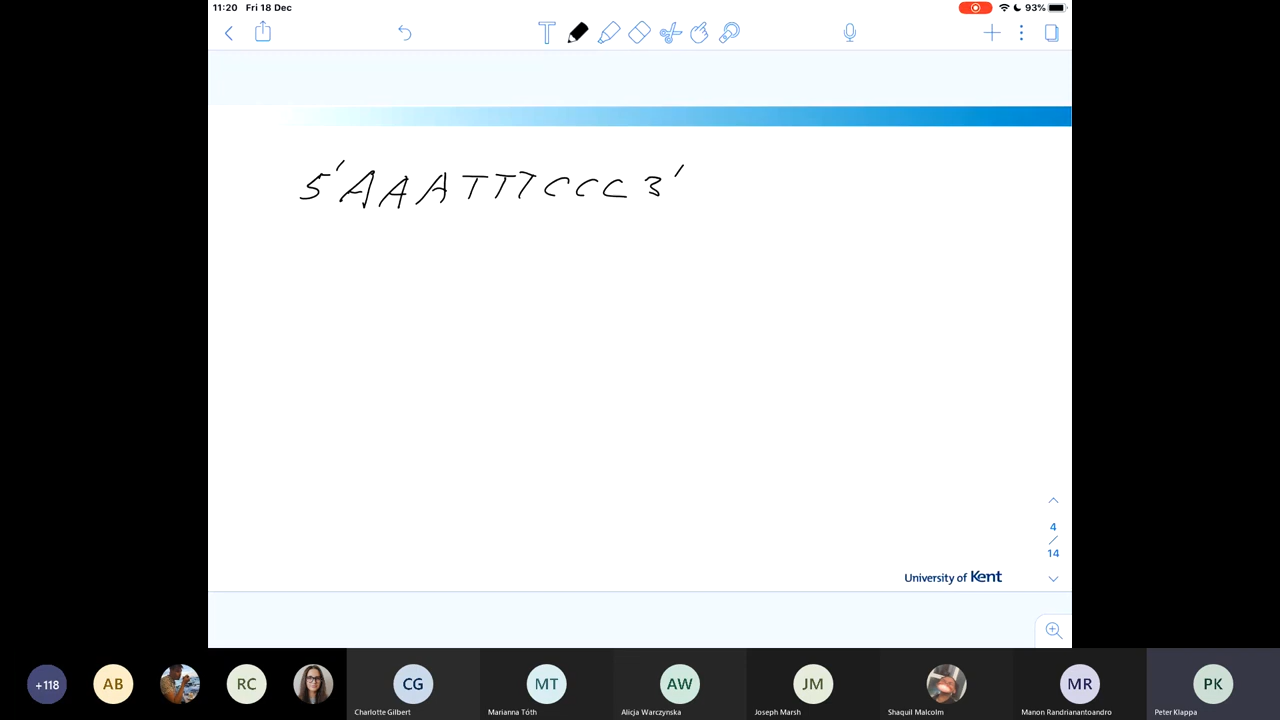 11:20 Fri 18 Dec 93%
T
5'AAATTTCCC3'
4
/
14
University of Kent
+118 AB RC CG MT AW JM MR PK
Charlotte Gilbert Marianna Tóth Alicja Warczynska Joseph Marsh Shaquil Malcolm Manon Randrianantoandro Peter Klappa